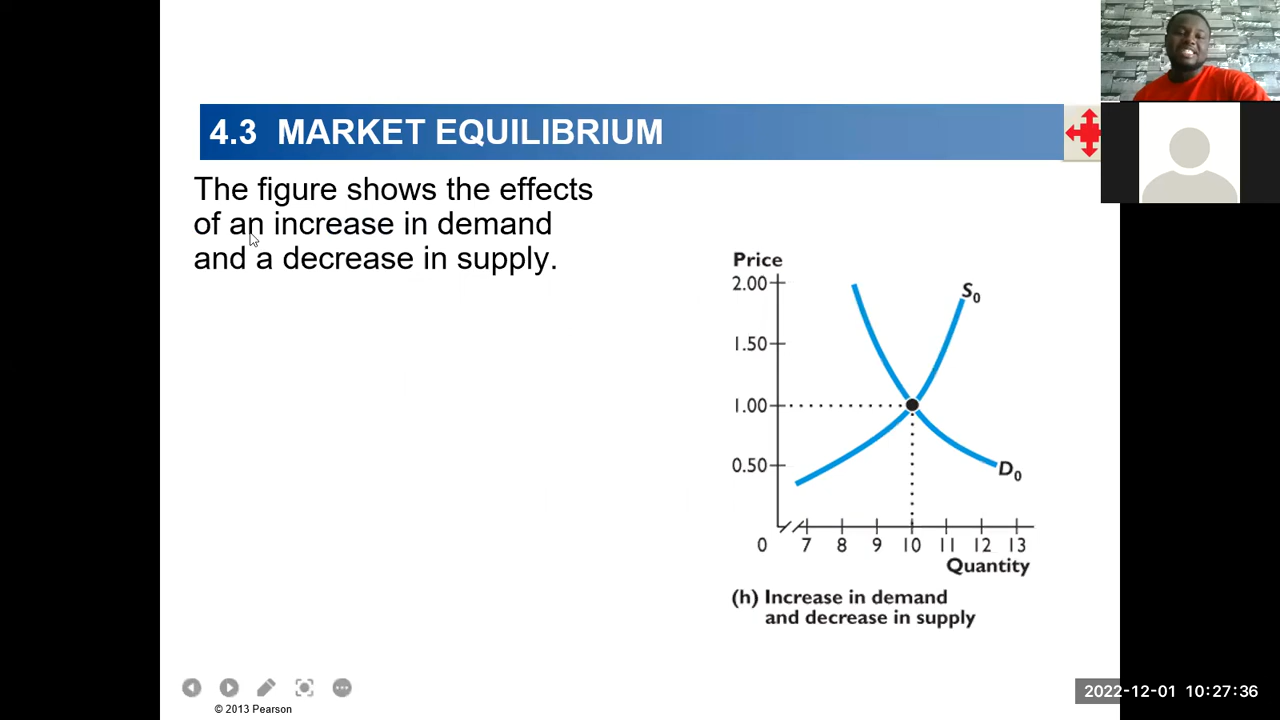 4.3 MARKET EQUILIBRIUM
The figure shows the effects
of an increase in demand
and a decrease in supply.
Price
2.00
1.50
1.00
0.50
S0
D0
0 7 8 9 10 11 12 13
Quantity
(h) Increase in demand
and decrease in supply
© 2013 Pearson
2022-12-01 10:27:36